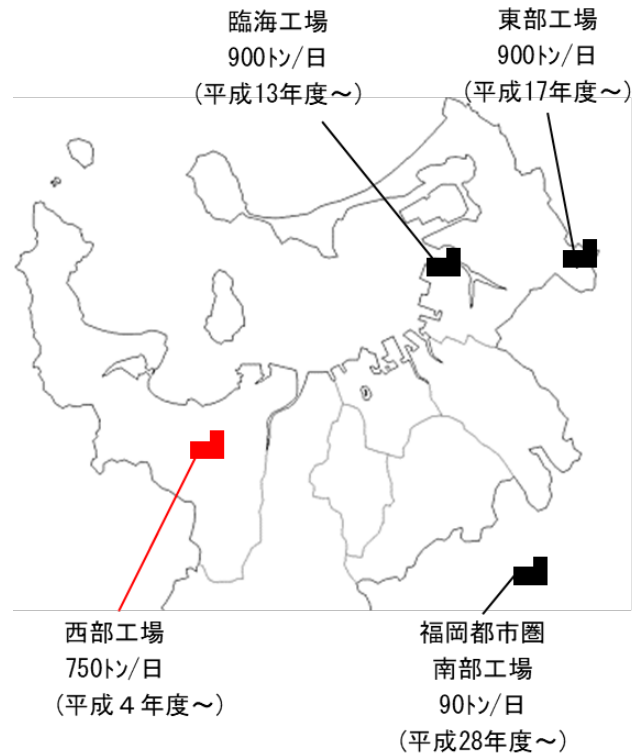 臨海工場
900トン/日
(平成13年度～)
東部工場
900トン/日
(平成17年度～)
西部工場
750トン/日
(平成４年度～)
福岡都市圏
南部工場
90トン/日
(平成28年度～)